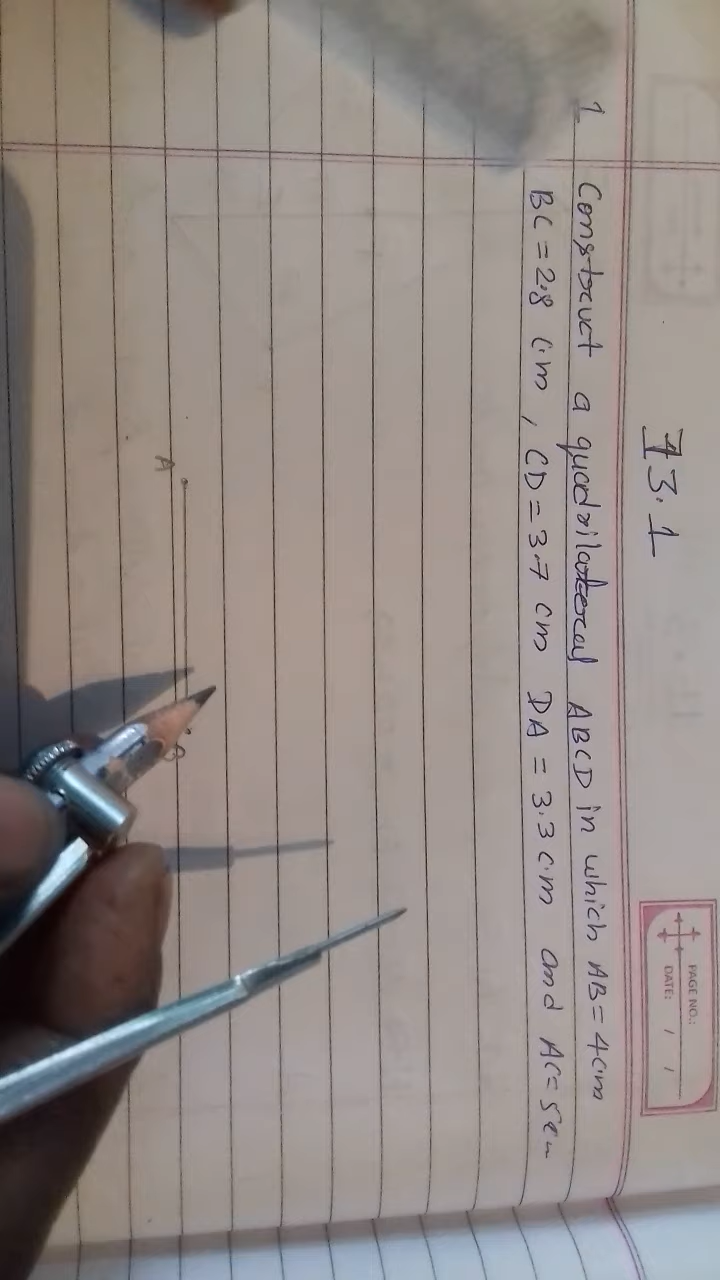 13.1
PAGE NO.:
DATE: / /
1 Construct a quadrilateral ABCD in which AB = 4cm
BC = 2.8 cm, CD = 3.7 cm DA = 3.3 cm and AC = 5cm
A B